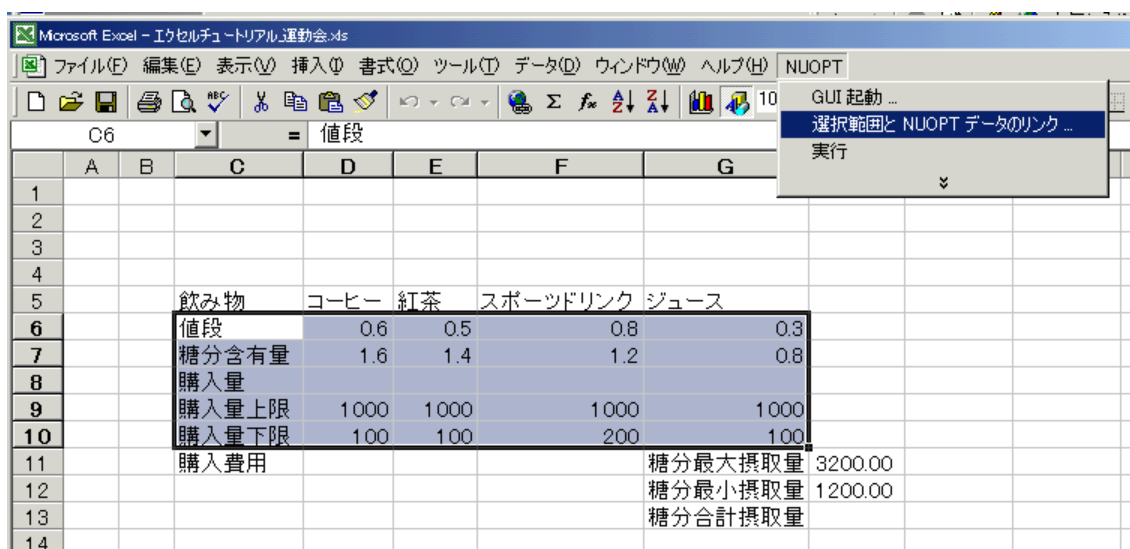 Microsoft Excel - エクセルチュートリアル_運動会.xls
ファイル(F) 編集(E) 表示(V) 挿入(I) 書式(O) ツール(T) データ(D) ウィンドウ(W) ヘルプ(H) NUOPT
ABC Σ fx A Z Z A 10
GUI 起動 ...
選択範囲と NUOPT データのリンク ...
実行
C6 = 値段
A B C D E F G
1
2
3
4
5 飲み物 コーヒー 紅茶 スポーツドリンク ジュース
6 値段 0.6 0.5 0.8 0.3
7 糖分含有量 1.6 1.4 1.2 0.8
8 購入量
9 購入量上限 1000 1000 1000 1000
10 購入量下限 100 100 200 100
11 購入費用 糖分最大摂取量 3200.00
12 糖分最小摂取量 1200.00
13 糖分合計摂取量
14